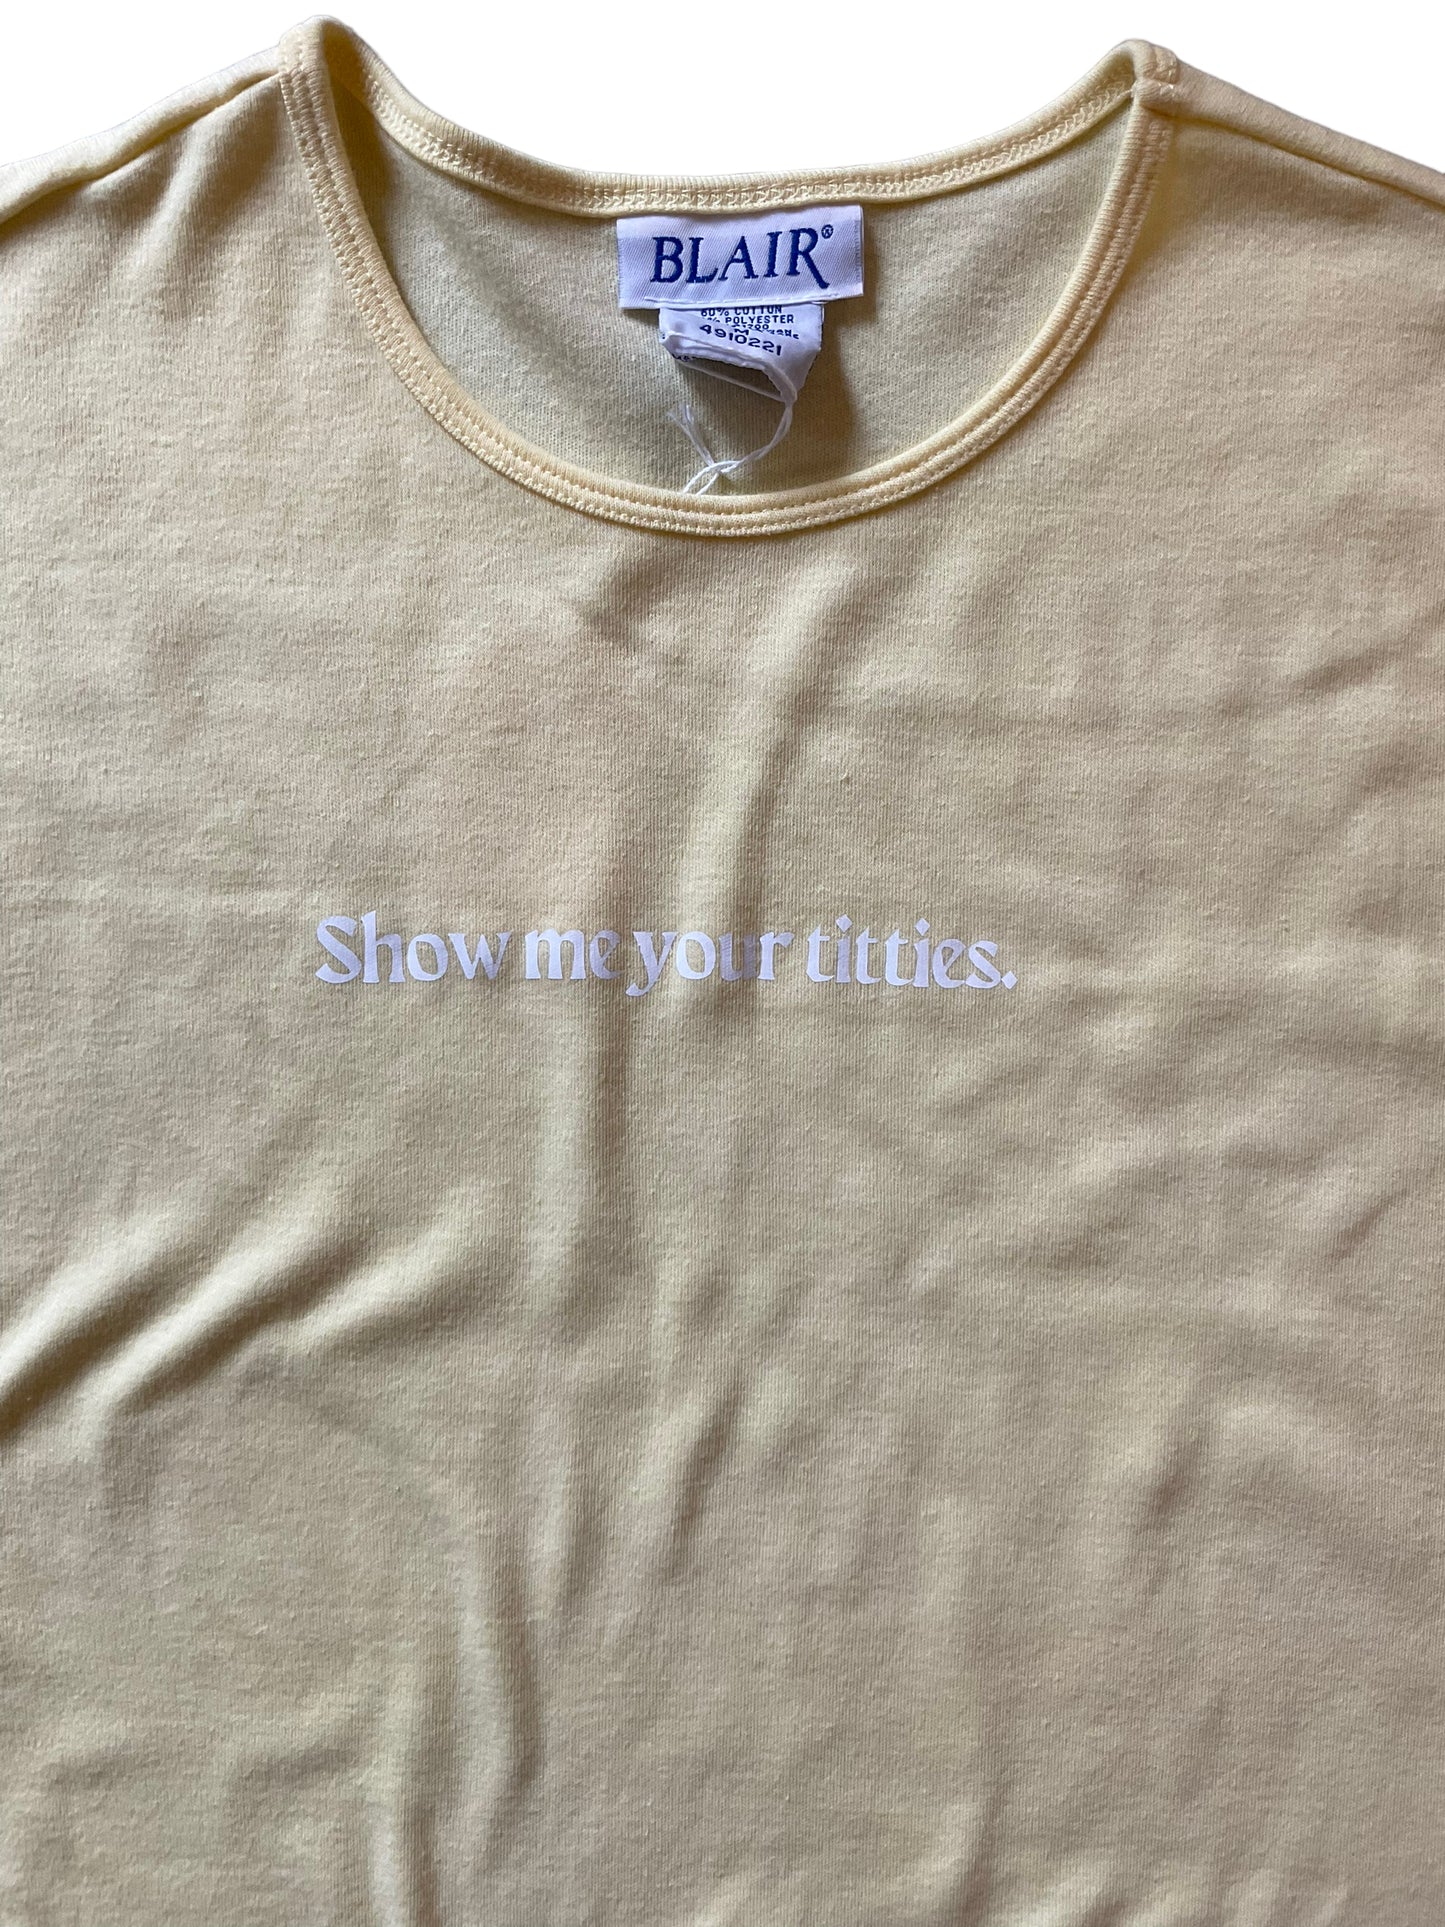 BLAIR®
60% COTTON
% POLYESTER
M
4910221
Show me your titties.